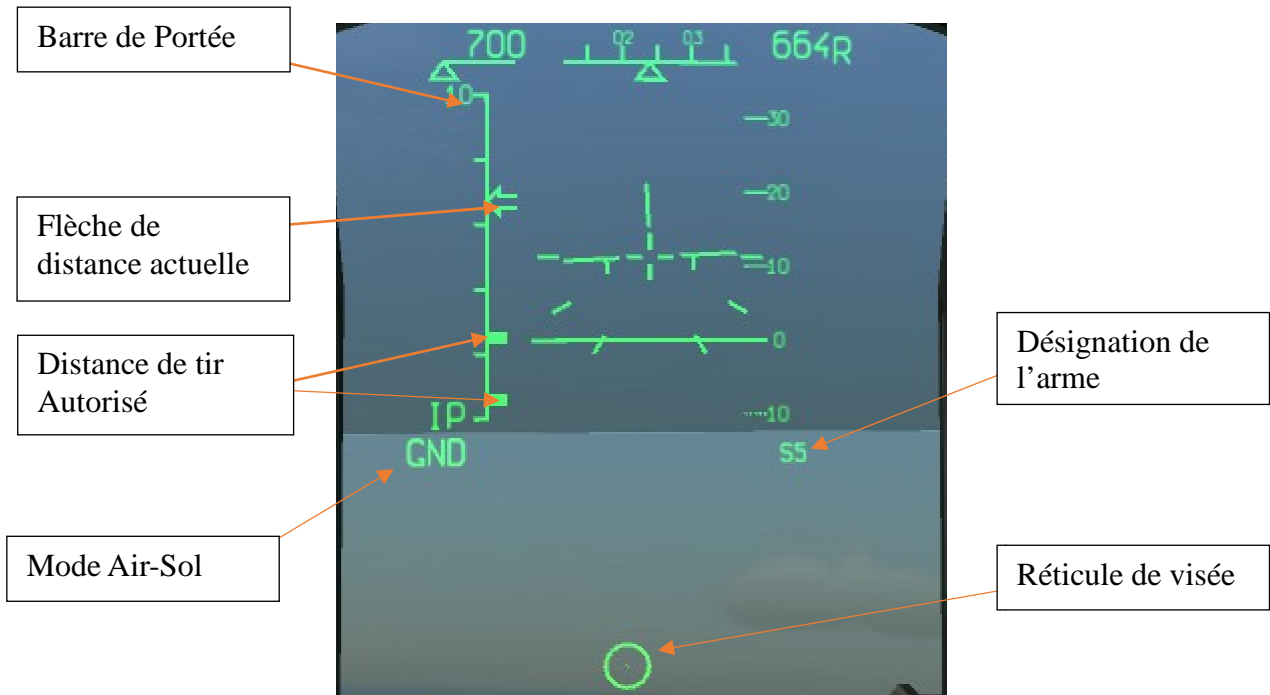 Barre de Portée
700
02 03
664R
10
30
Flèche de
distance actuelle
20
10
Distance de tir
Autorisé
0
Désignation de
l’arme
IP
10
GND
S5
Mode Air-Sol
Réticule de visée